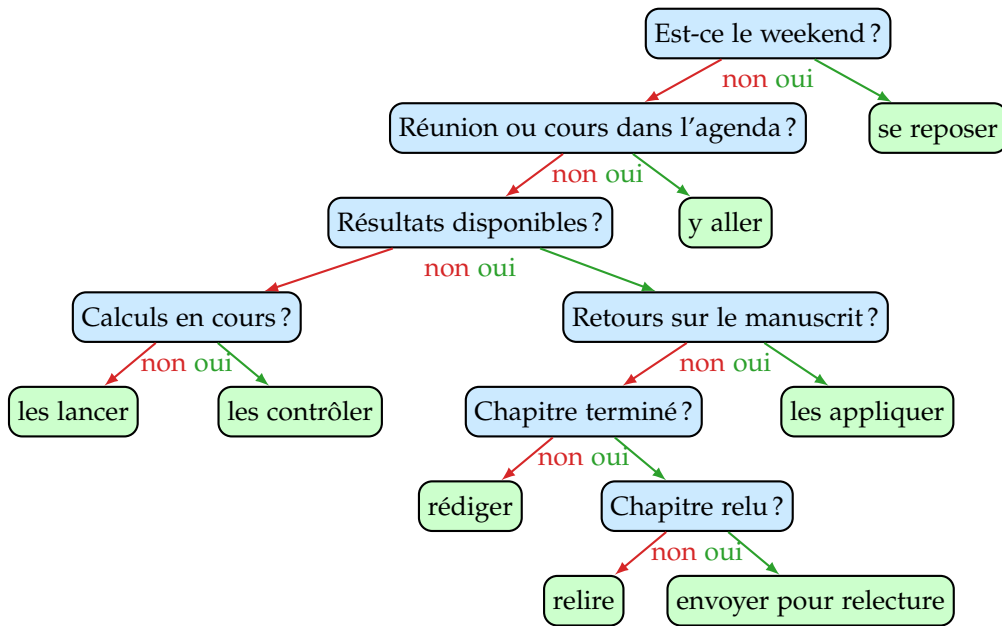 Est-ce le weekend ?
non oui
Réunion ou cours dans l'agenda ?
se reposer
non oui
Résultats disponibles ?
y aller
non oui
Calculs en cours ?
Retours sur le manuscrit ?
non oui
non oui
les lancer
les contrôler
Chapitre terminé ?
les appliquer
non oui
rédiger
Chapitre relu ?
non oui
relire
envoyer pour relecture